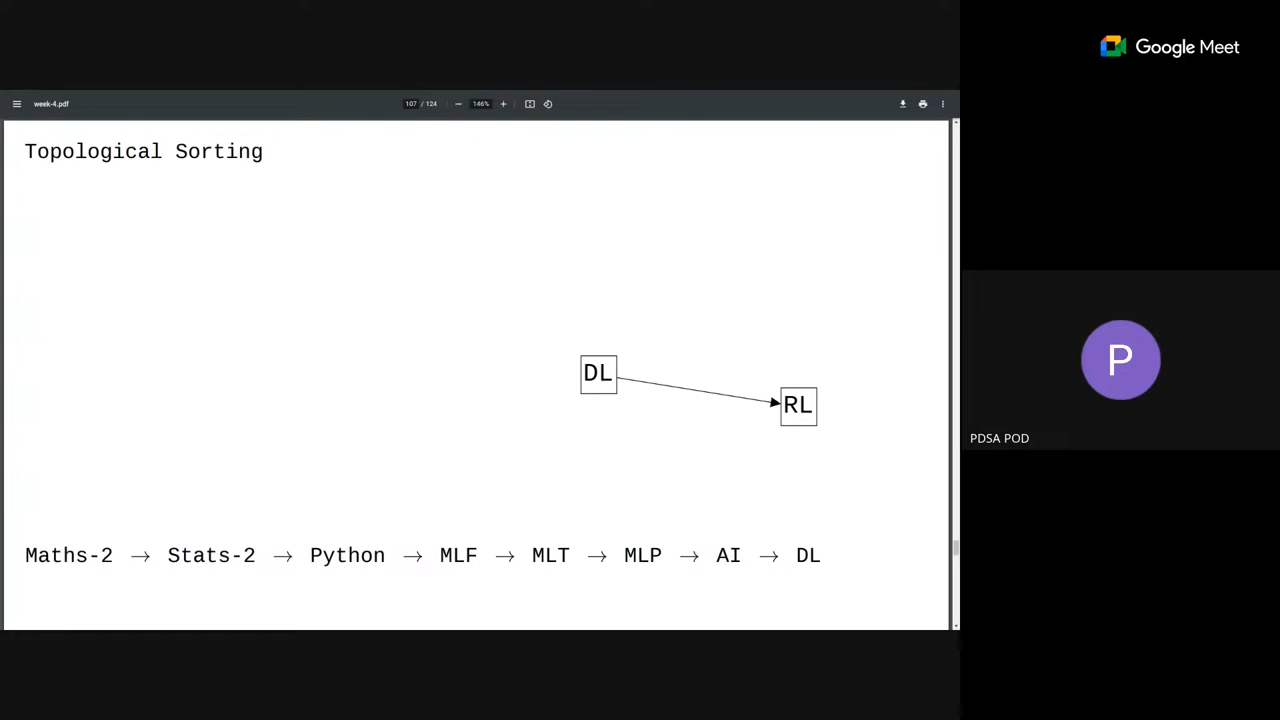 Google Meet
week-4.pdf
107 / 124
146%
Topological Sorting
DL
RL
Maths-2 → Stats-2 → Python → MLF → MLT → MLP → AI → DL
P
PDSA POD